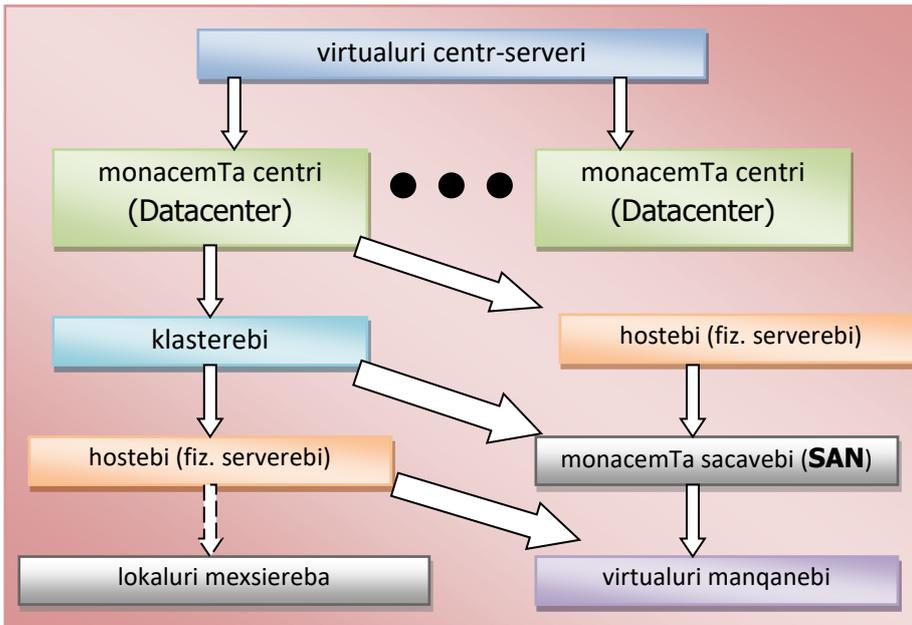 virtualuri centr-serveri
monacemTa centri
(Datacenter)
monacemTa centri
(Datacenter)
klasterebi
hostebi (fiz. serverebi)
hostebi (fiz. serverebi)
monacemTa sacavebi (SAN)
lokaluri mexsiereba
virtualuri manqanebi